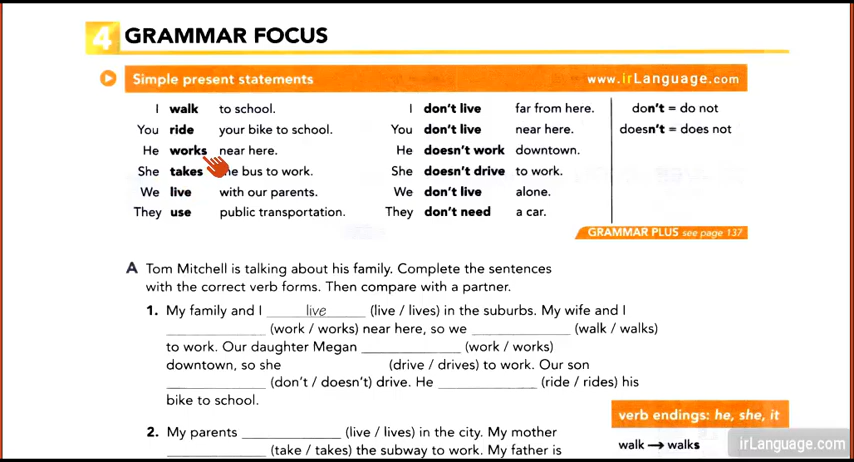 4 GRAMMAR FOCUS
Simple present statements www.irLanguage.com
I walk to school. I don't live far from here. don't = do not
You ride your bike to school. You don't live near here. doesn't = does not
He works near here. He doesn't work downtown.
She takes he bus to work. She doesn't drive to work.
We live with our parents. We don't live alone.
They use public transportation. They don't need a car.
GRAMMAR PLUS see page 137
A Tom Mitchell is talking about his family. Complete the sentences
with the correct verb forms. Then compare with a partner.
1. My family and I live (live / lives) in the suburbs. My wife and I
(work / works) near here, so we (walk / walks)
to work. Our daughter Megan (work / works)
downtown, so she (drive / drives) to work. Our son
(don't / doesn't) drive. He (ride / rides) his
bike to school.
verb endings: he, she, it
2. My parents (live / lives) in the city. My mother
walk → walks
(take / takes) the subway to work. My father is
irLanguage.com